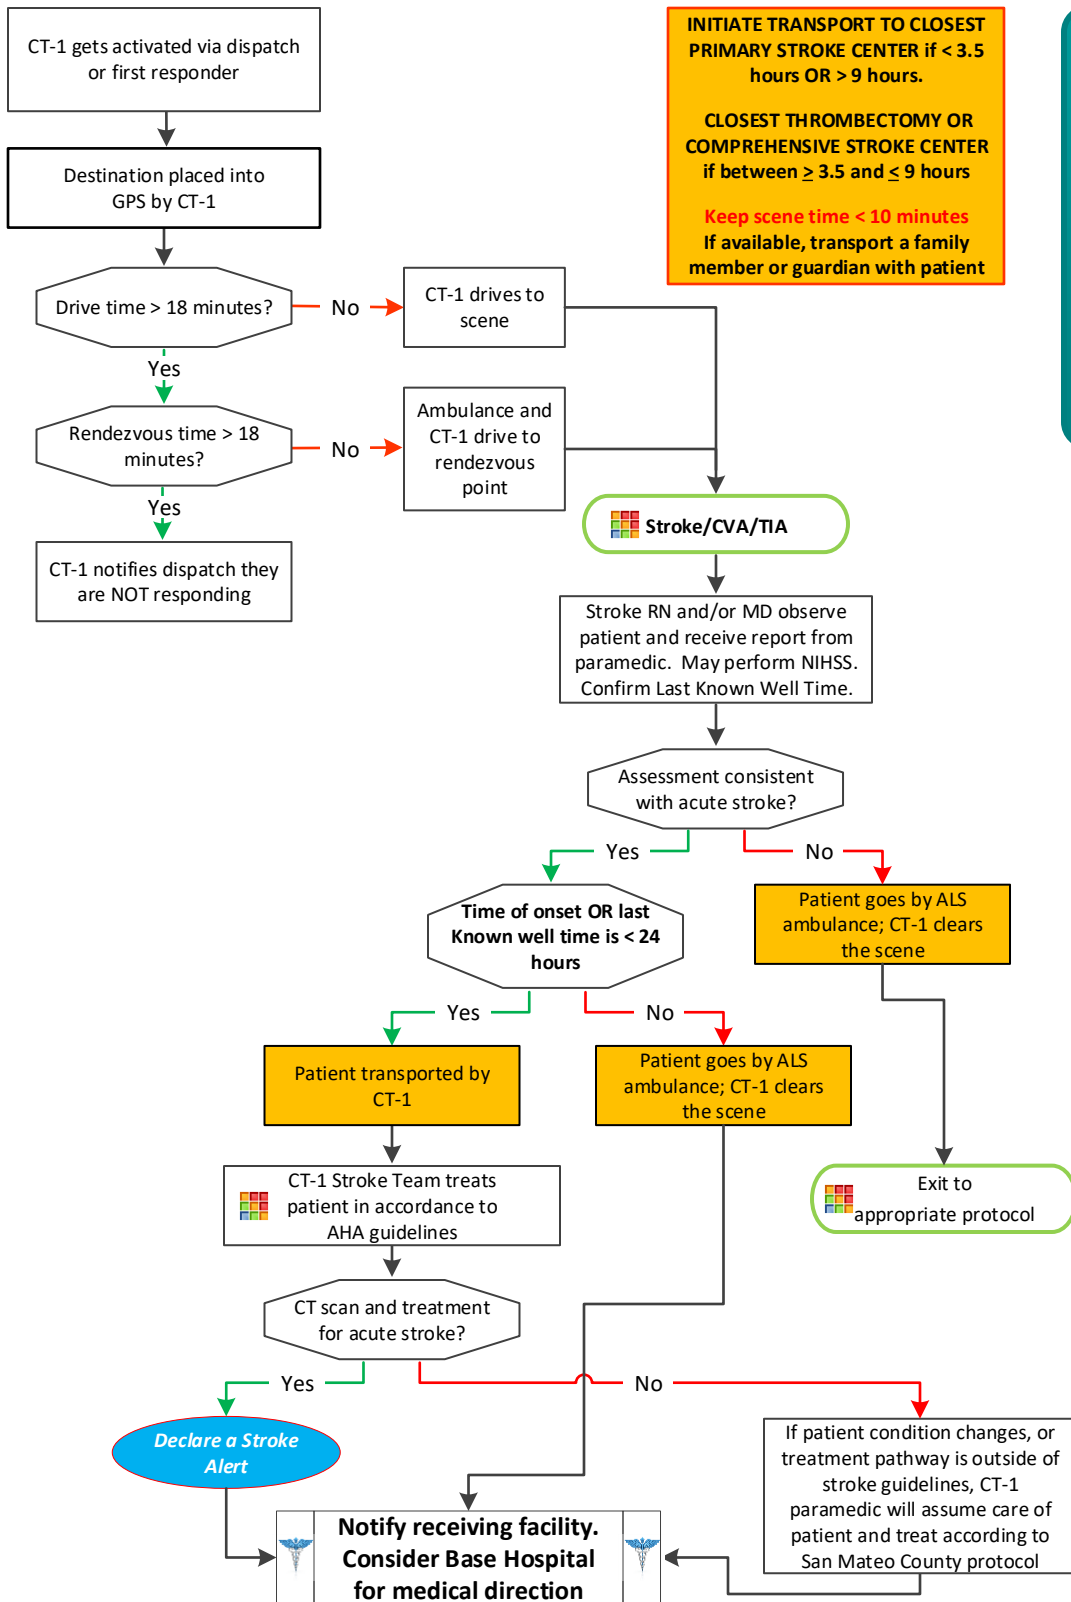 CT-1 gets activated via dispatch
or first responder
INITIATE TRANSPORT TO CLOSEST
PRIMARY STROKE CENTER if < 3.5
hours OR > 9 hours.
CLOSEST THROMBECTOMY OR
COMPREHENSIVE STROKE CENTER
if between ≥ 3.5 and ≤ 9 hours
Keep scene time < 10 minutes
If available, transport a family
member or guardian with patient
Destination placed into
GPS by CT-1
Drive time > 18 minutes?
No
CT-1 drives to
scene
Yes
Rendezvous time > 18
minutes?
No
Ambulance and
CT-1 drive to
rendezvous
point
Yes
CT-1 notifies dispatch they
are NOT responding
Stroke/CVA/TIA
Stroke RN and/or MD observe
patient and receive report from
paramedic. May perform NIHSS.
Confirm Last Known Well Time.
Assessment consistent
with acute stroke?
Yes
No
Time of onset OR last
Known well time is < 24
hours
Patient goes by ALS
ambulance; CT-1 clears
the scene
Yes
No
Patient transported by
CT-1
Patient goes by ALS
ambulance; CT-1 clears
the scene
CT-1 Stroke Team treats
patient in accordance to
AHA guidelines
Exit to
appropriate protocol
CT scan and treatment
for acute stroke?
Yes
No
Declare a Stroke
Alert
If patient condition changes, or
treatment pathway is outside of
stroke guidelines, CT-1
paramedic will assume care of
patient and treat according to
San Mateo County protocol
Notify receiving facility.
Consider Base Hospital
for medical direction